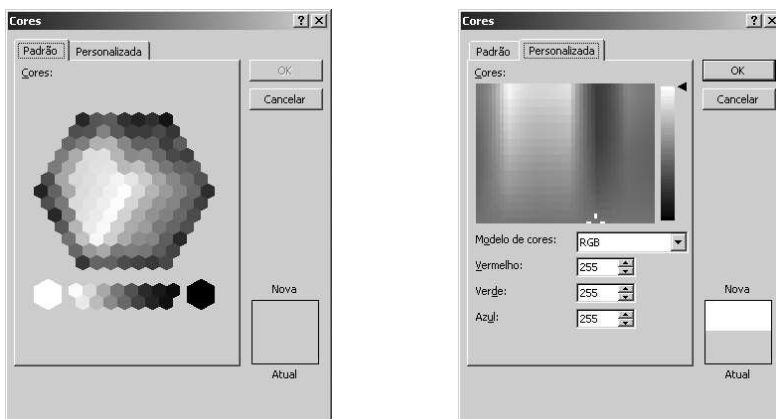 Cores
Padrão
Personalizada
Cores:
OK
Cancelar
Nova
Atual
Cores
Padrão
Personalizada
Cores:
OK
Cancelar
Modelo de cores:
RGB
Vermelho:
255
Verde:
255
Azul:
255
Nova
Atual